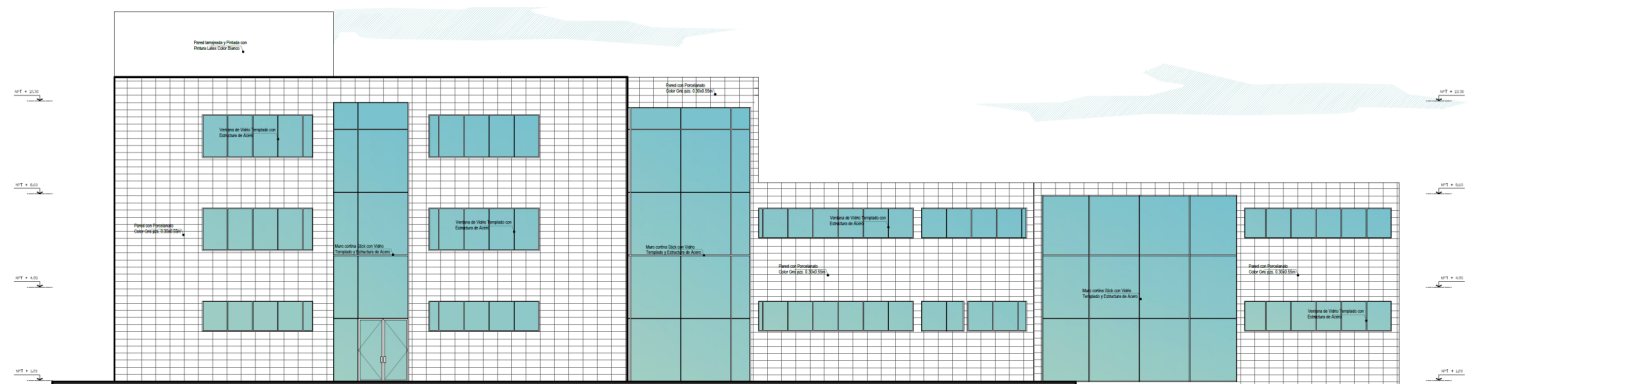 Pared tarrajeada y Pintada con
Pintura Latex Color Blanco
Pared con Porcelanato
Color Gris pza. 0.30x0.55m
Ventana de Vidrio Templado con
Estructura de Acero
Ventana de Vidrio Templado con
Estructura de Acero
Ventana de Vidrio Templado con
Estructura de Acero
Pared con Porcelanato
Color Gris pza. 0.30x0.55m
Muro cortina Stick con Vidrio
Templado y Estructura de Acero
Muro cortina Stick con Vidrio
Templado y Estructura de Acero
Pared con Porcelanato
Color Gris pza. 0.30x0.55m
Pared con Porcelanato
Color Gris pza. 0.30x0.55m
Muro cortina Stick con Vidrio
Templado y Estructura de Acero
Ventana de Vidrio Templado con
Estructura de Acero